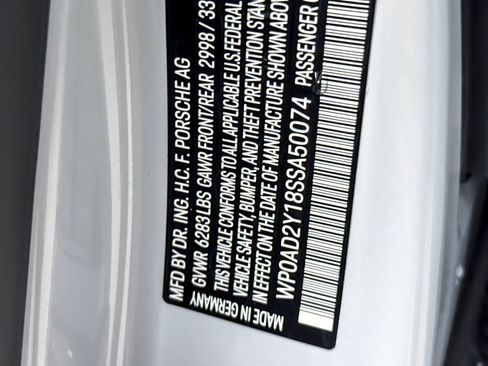 MFD BY DR. ING. H.C. F. PORSCHE AG
GVWR 6283 LBS GAWR FRONT/REAR 2998 / 33
THIS VEHICLE CONFORMS TO ALL APPLICABLE U.S. FEDERAL
VEHICLE SAFETY, BUMPER, AND THEFT PREVENTION STAN
IN EFFECT ON THE DATE OF MANUFACTURE SHOWN ABOV
WP0AD2Y18SSA50074 PASSENGER
MADE IN GERMANY